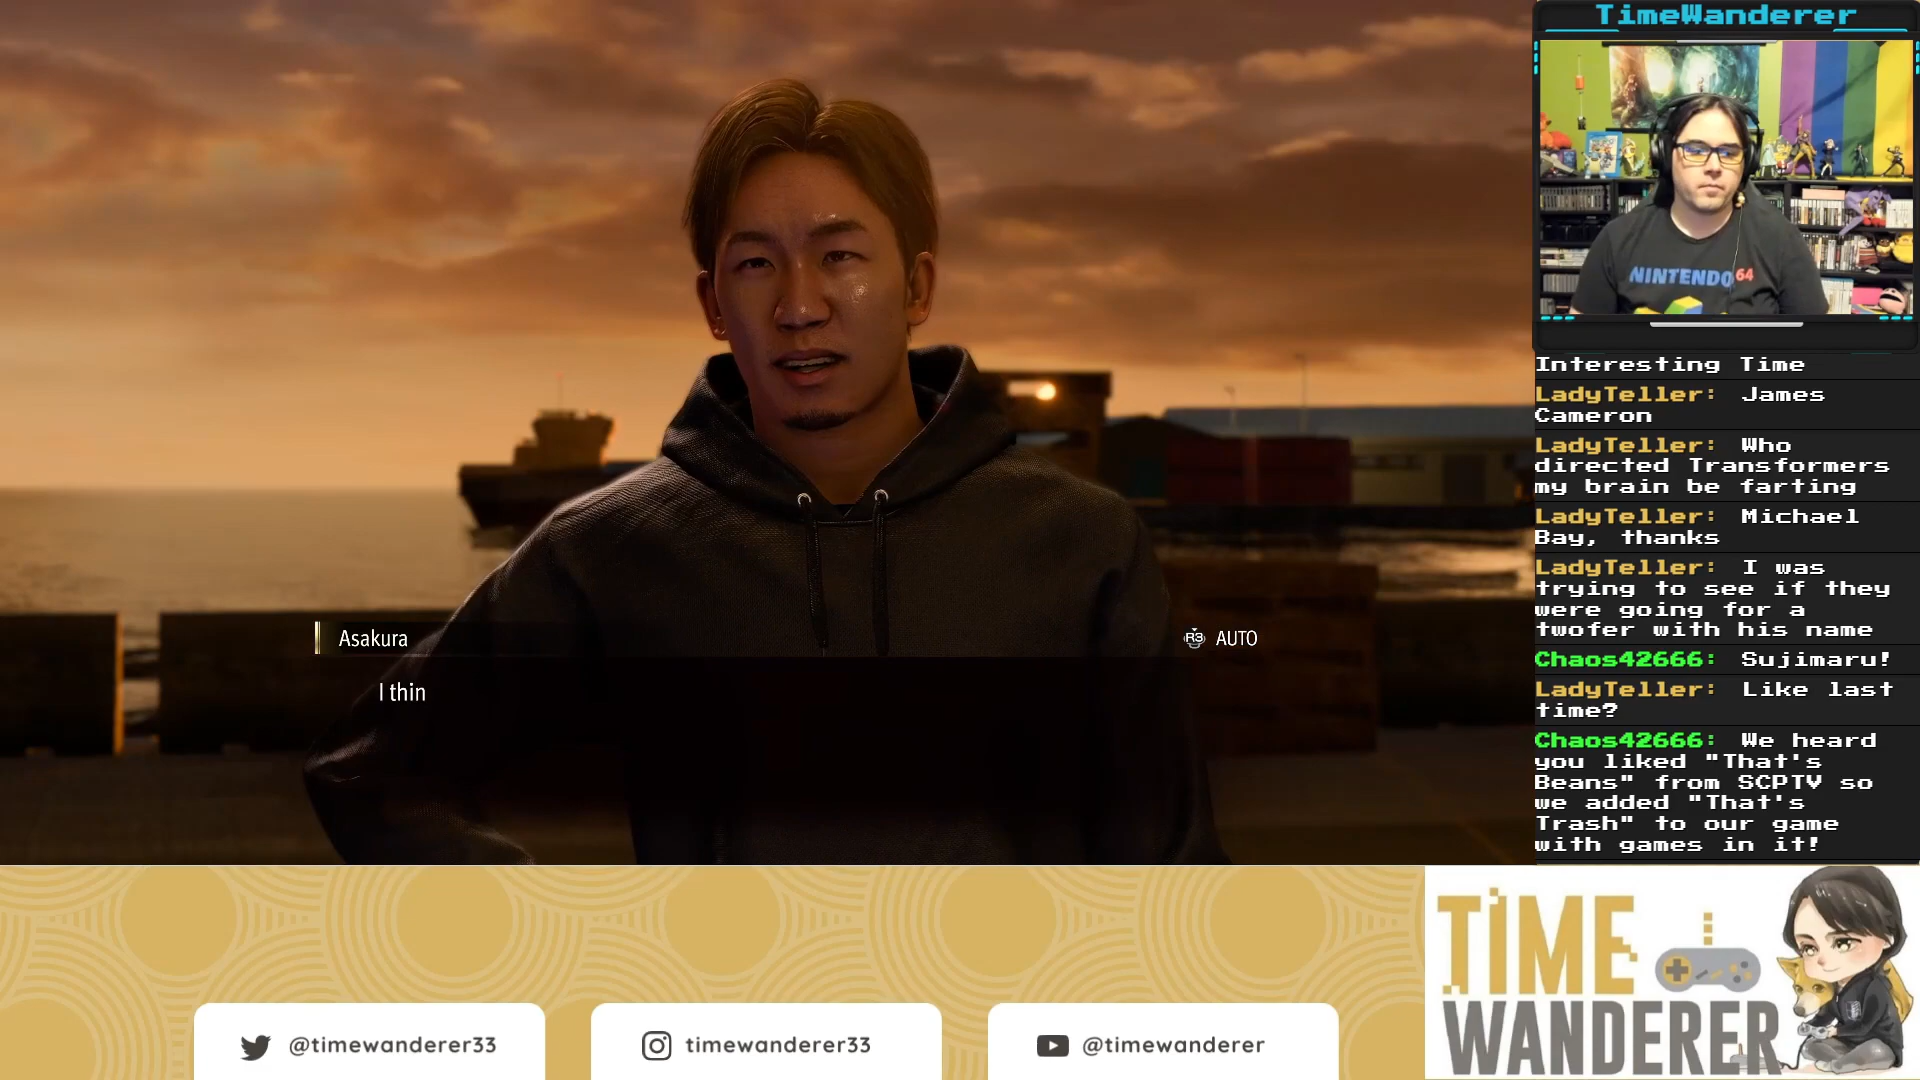 TimeWanderer
NINTENDO 64
Interesting Time
LadyTeller: James
Cameron
LadyTeller: Who
directed Transformers
my brain be farting
LadyTeller: Michael
Bay, thanks
LadyTeller: I was
trying to see if they
were going for a
twofer with his name
Chaos42666: Sujimaru!
LadyTeller: Like last
time?
Chaos42666: We heard
you liked "That's
Beans" from SCPTV so
we added "That's
Trash" to our game
with games in it!
Asakura
R3 AUTO
I thin
@timewanderer33
timewanderer33
@timewanderer
TIME
WANDERER